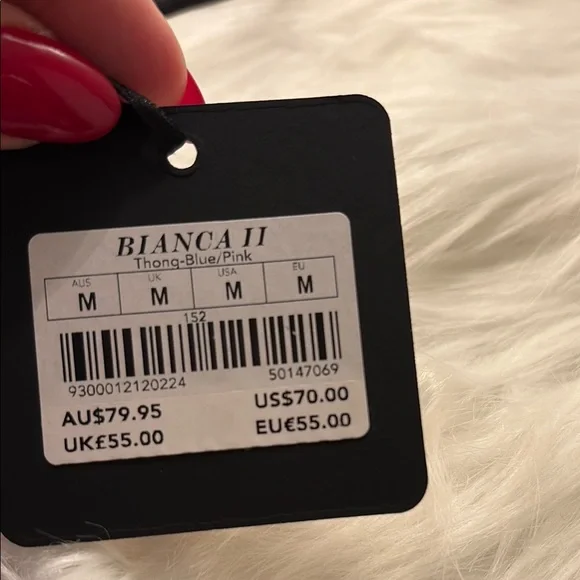 BIANCA II
Thong-Blue/Pink
AUS UK USA EU
M M M M
152
9300012120224 50147069
AU$79.95 US$70.00
UK£55.00 EU€55.00